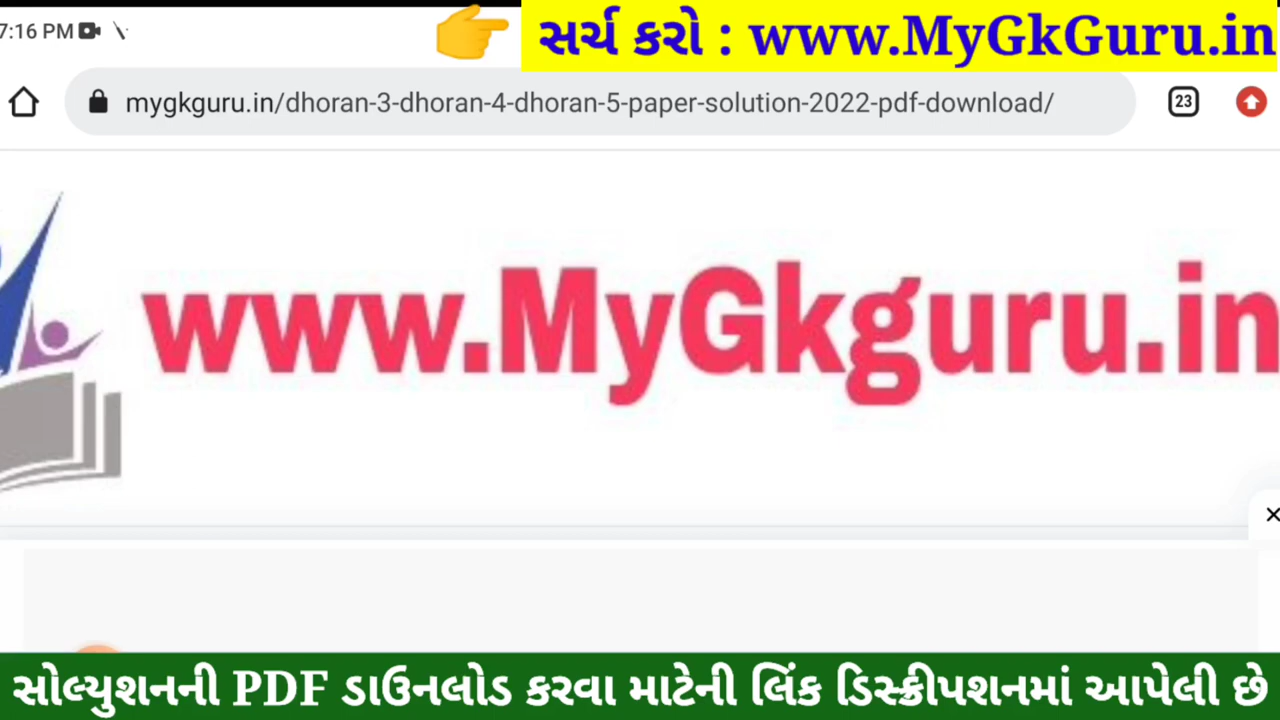 7:16 PM
સર્ચ કરો : www.MyGkGuru.in
mygkguru.in/dhoran-3-dhoran-4-dhoran-5-paper-solution-2022-pdf-download/
23
www.MyGkguru.in
સોલ્યુશનની PDF ડાઉનલોડ કરવા માટેની લિંક ડિસ્ક્રીપશનમાં આપેલી છે